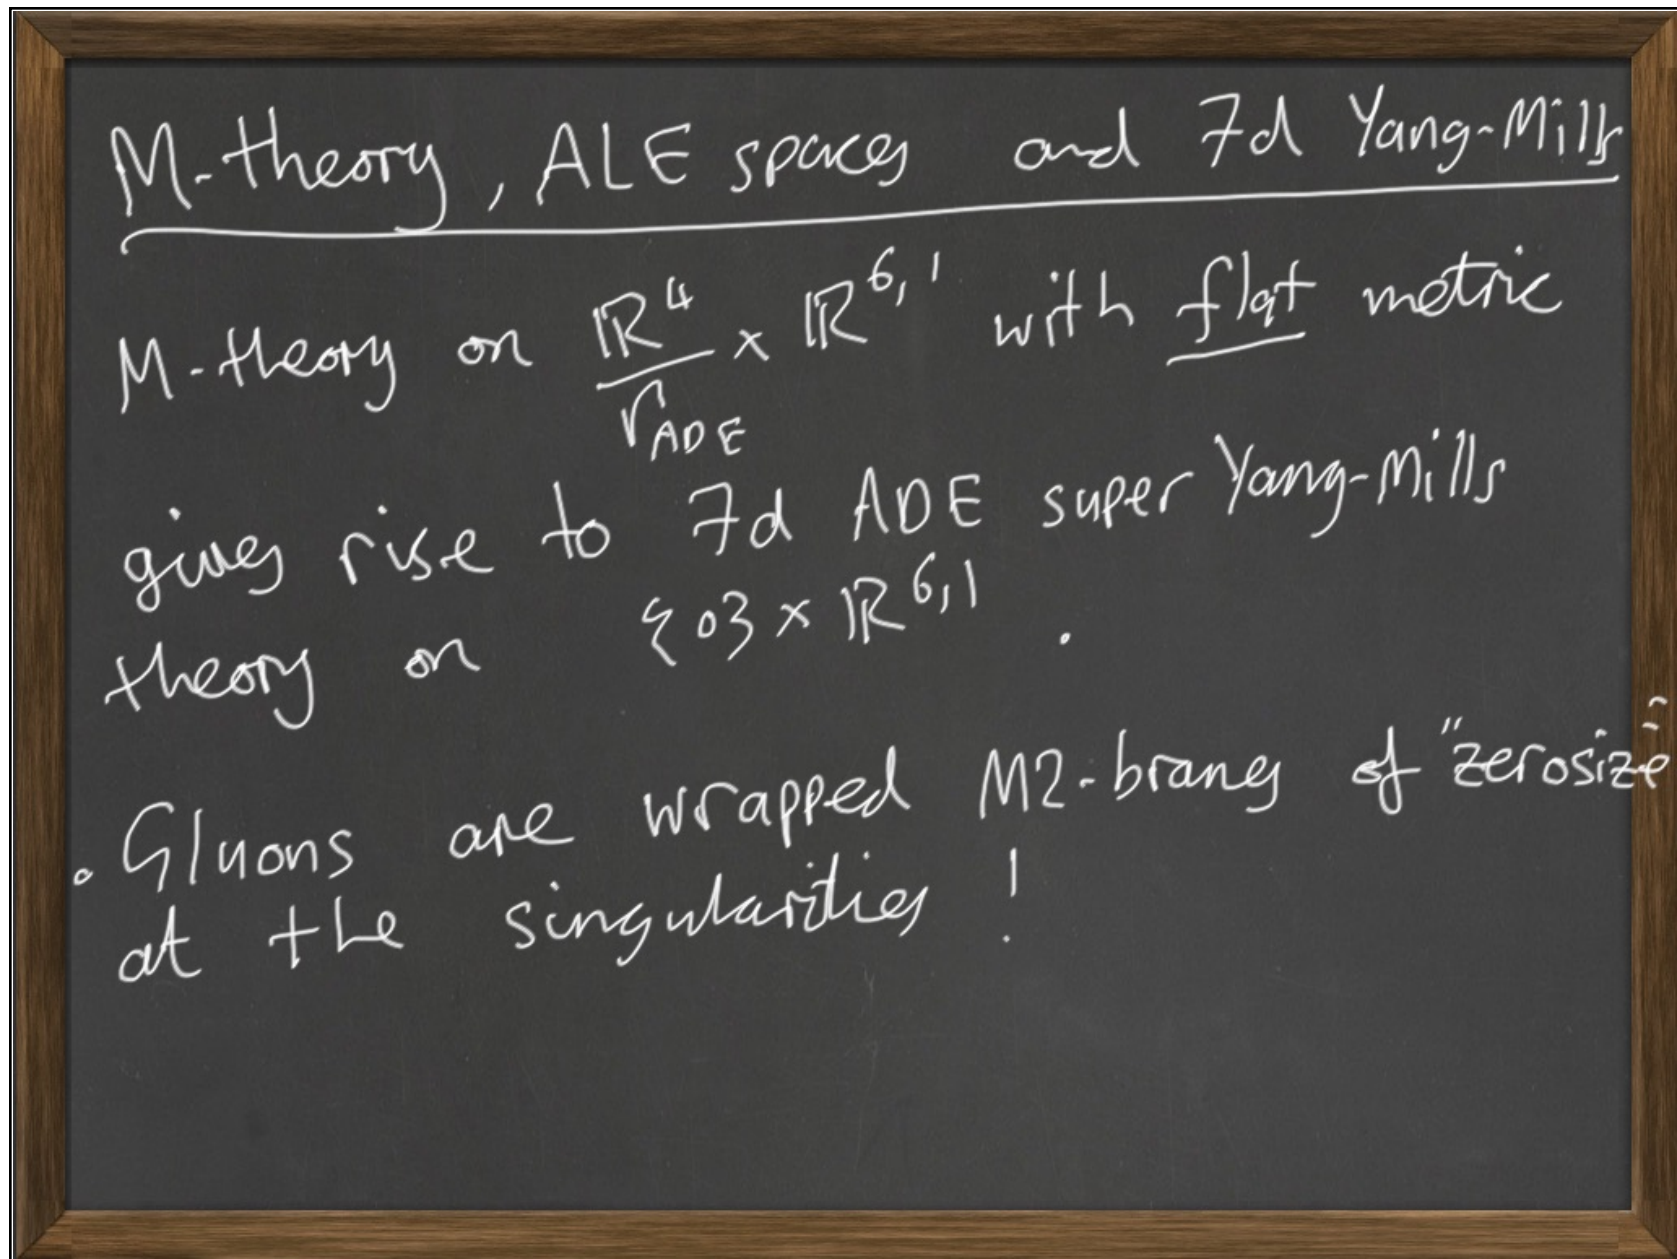 M-theory, ALE spaces and 7d Yang-Mills
M-theory on ℝ⁴/Γ_ADE × ℝ^{6,1} with flat metric
gives rise to 7d ADE super Yang-Mills
theory on {0} × ℝ^{6,1} .
• Gluons are wrapped M2-branes of "zero size"
at the singularities !